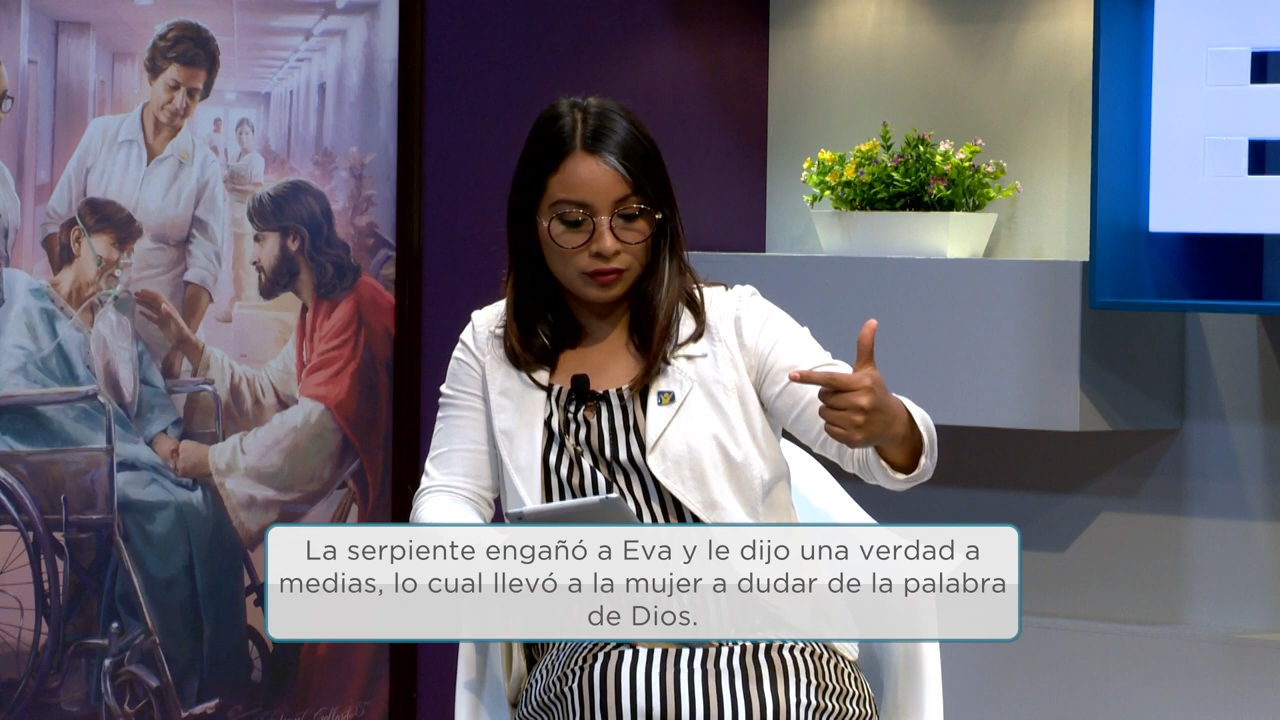 La serpiente engañó a Eva y le dijo una verdad a
medias, lo cual llevó a la mujer a dudar de la palabra
de Dios.